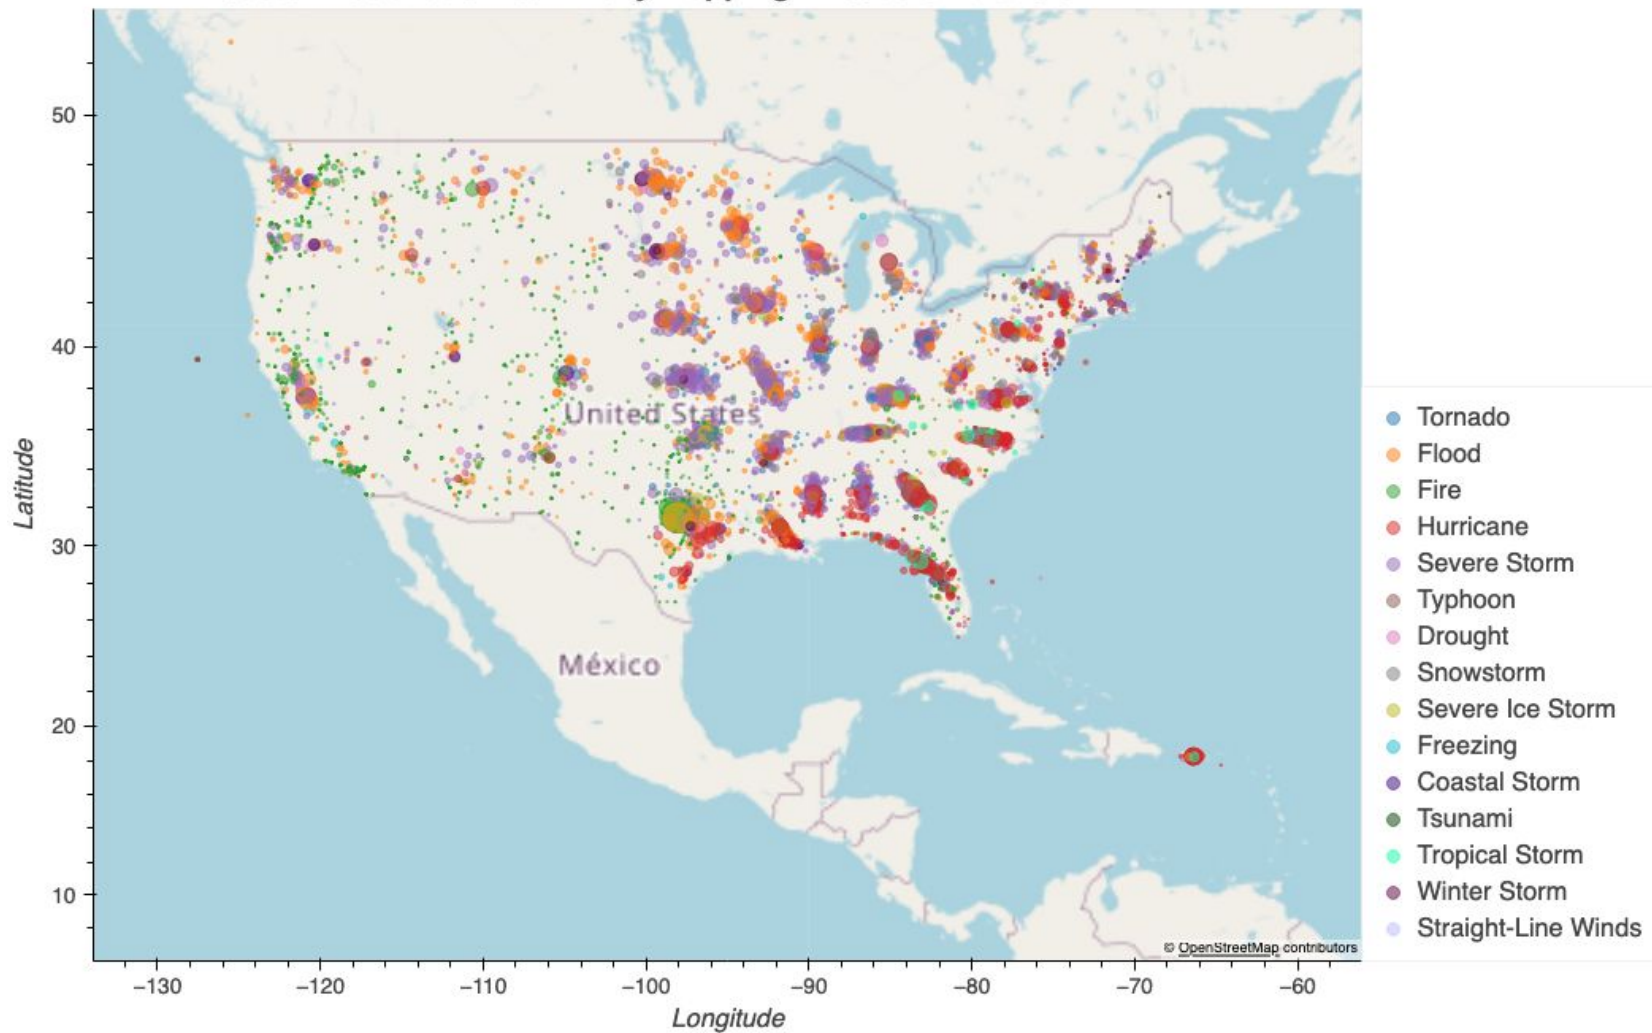 50
40
30
20
10
Latitude
United States
México
© OpenStreetMap contributors
−130
−120
−110
−100
−90
−80
−70
−60
Longitude
Tornado
Flood
Fire
Hurricane
Severe Storm
Typhoon
Drought
Snowstorm
Severe Ice Storm
Freezing
Coastal Storm
Tsunami
Tropical Storm
Winter Storm
Straight-Line Winds